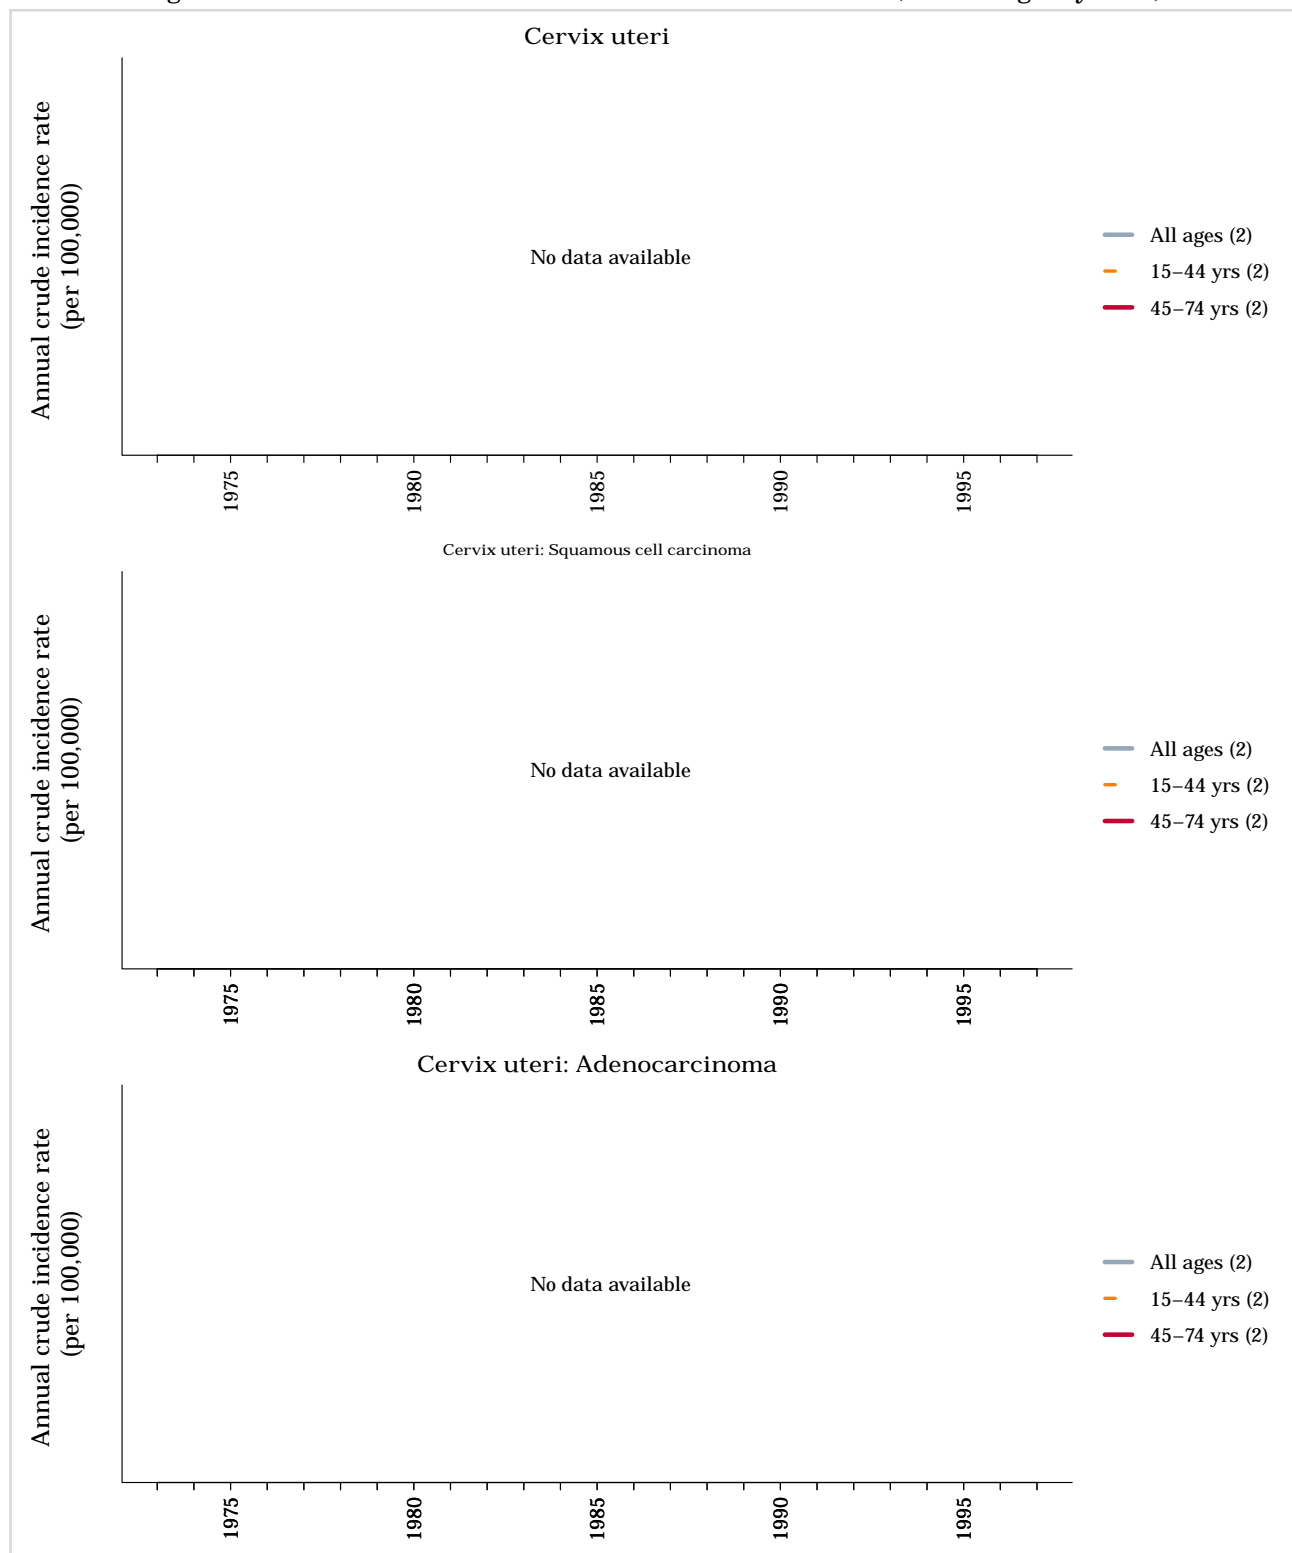 Cervix uteri
Annual crude incidence rate
(per 100,000)
No data available
All ages (2)
15–44 yrs (2)
45–74 yrs (2)
1975
1980
1985
1990
1995
Cervix uteri: Squamous cell carcinoma
Annual crude incidence rate
(per 100,000)
No data available
All ages (2)
15–44 yrs (2)
45–74 yrs (2)
1975
1980
1985
1990
1995
Cervix uteri: Adenocarcinoma
Annual crude incidence rate
(per 100,000)
No data available
All ages (2)
15–44 yrs (2)
45–74 yrs (2)
1975
1980
1985
1990
1995